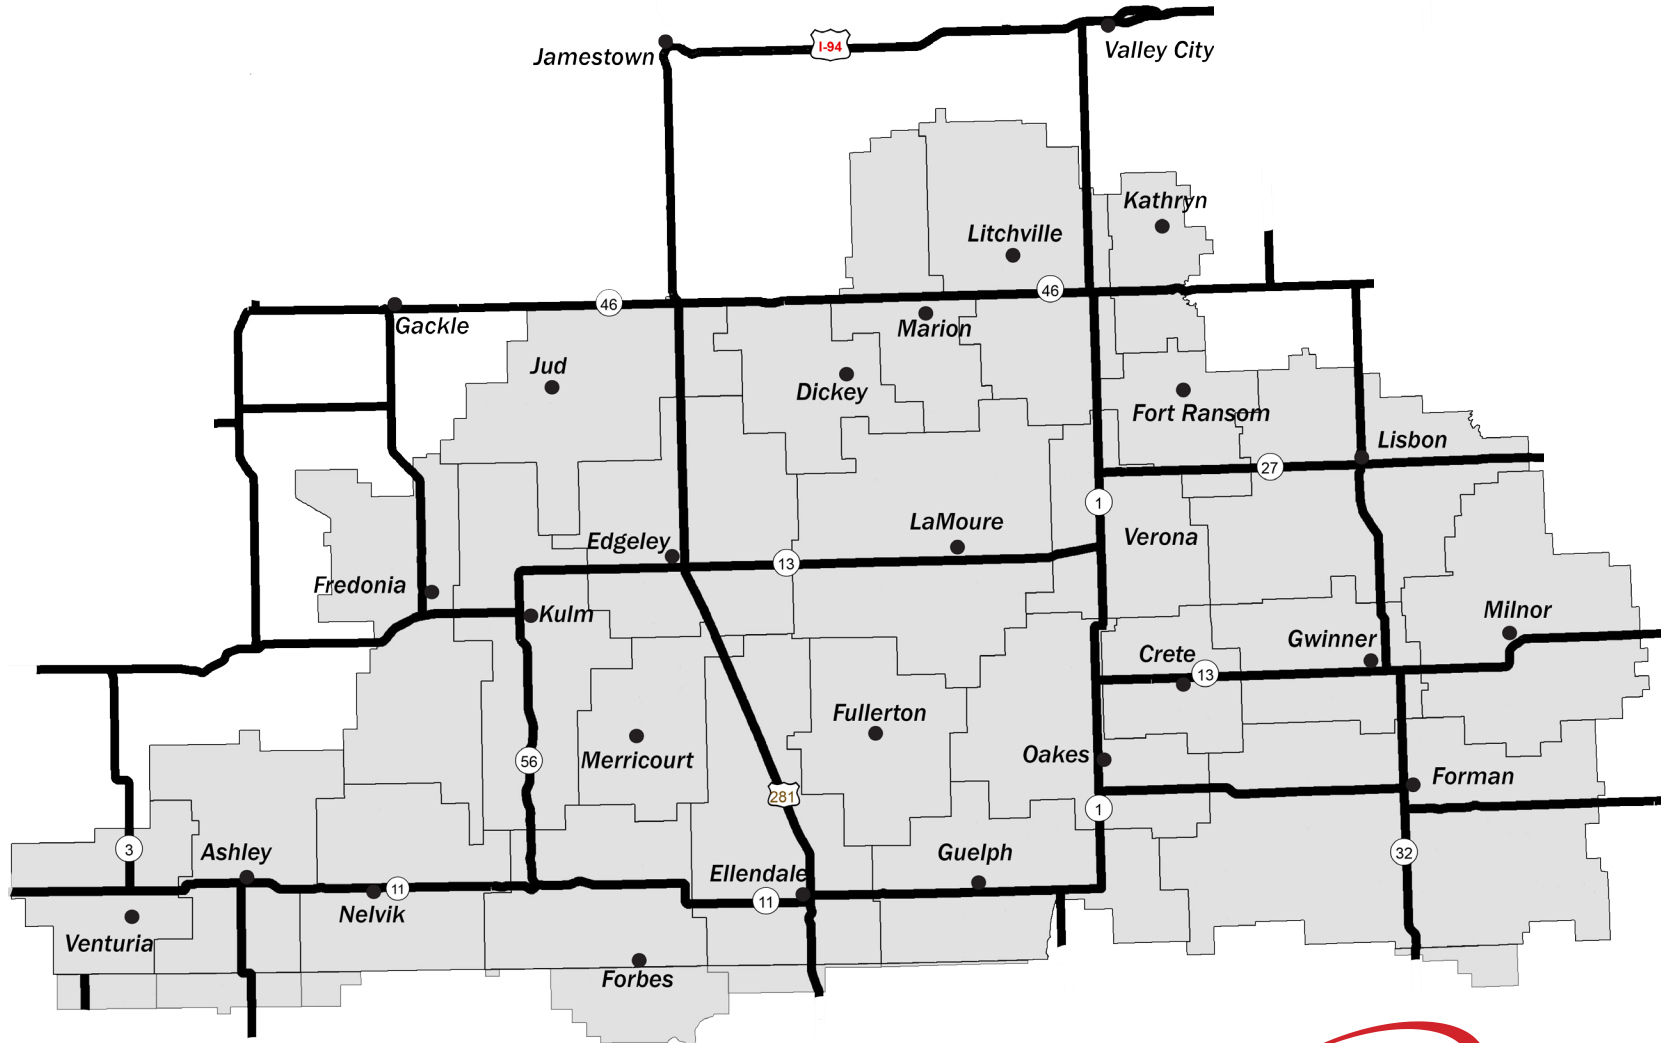 I-94
Jamestown
Valley City
Kathryn
Litchville
46
46
Gackle
Marion
Jud
Dickey
Fort Ransom
Lisbon
27
1
LaMoure
Verona
Edgeley
13
Fredonia
Kulm
Milnor
Gwinner
Crete
13
Fullerton
Oakes
56
Merricourt
Forman
281
1
3
Ashley
Guelph
32
Ellendale
11
11
Nelvik
Venturia
Forbes